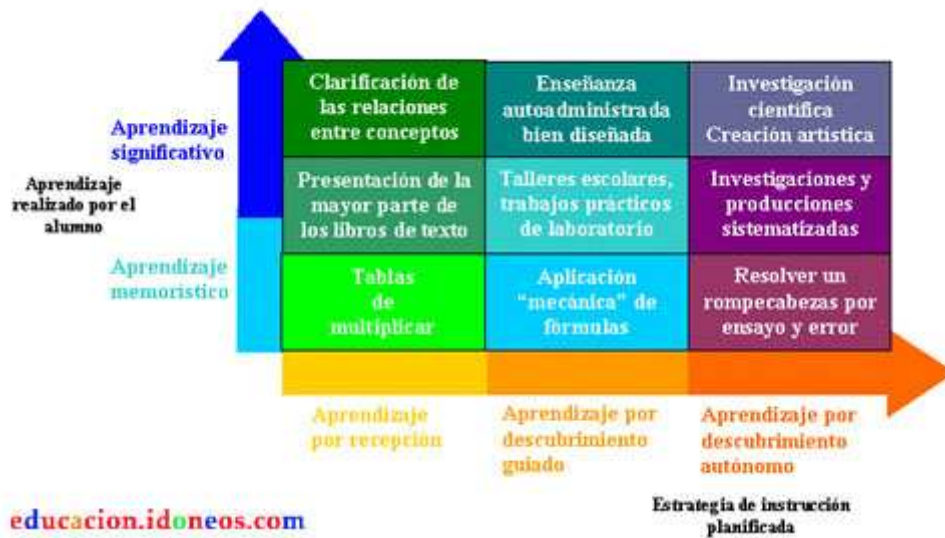 Clarificación de
las relaciones
entre conceptos
Enseñanza
autoadministrada
bien diseñada
Investigación
científica
Creación artística
Aprendizaje
significativo
Aprendizaje
realizado por el
alumno
Presentación de la
mayor parte de
los libros de texto
Talleres escolares,
trabajos prácticos
de laboratorio
Investigaciones y
producciones
sistematizadas
Aprendizaje
memorístico
Tablas
de
multiplicar
Aplicación
“mecánica” de
fórmulas
Resolver un
rompecabezas por
ensayo y error
Aprendizaje
por recepción
Aprendizaje por
descubrimiento
guiado
Aprendizaje por
descubrimiento
autónomo
Estrategia de instrucción
planificada
educacion.idoneos.com